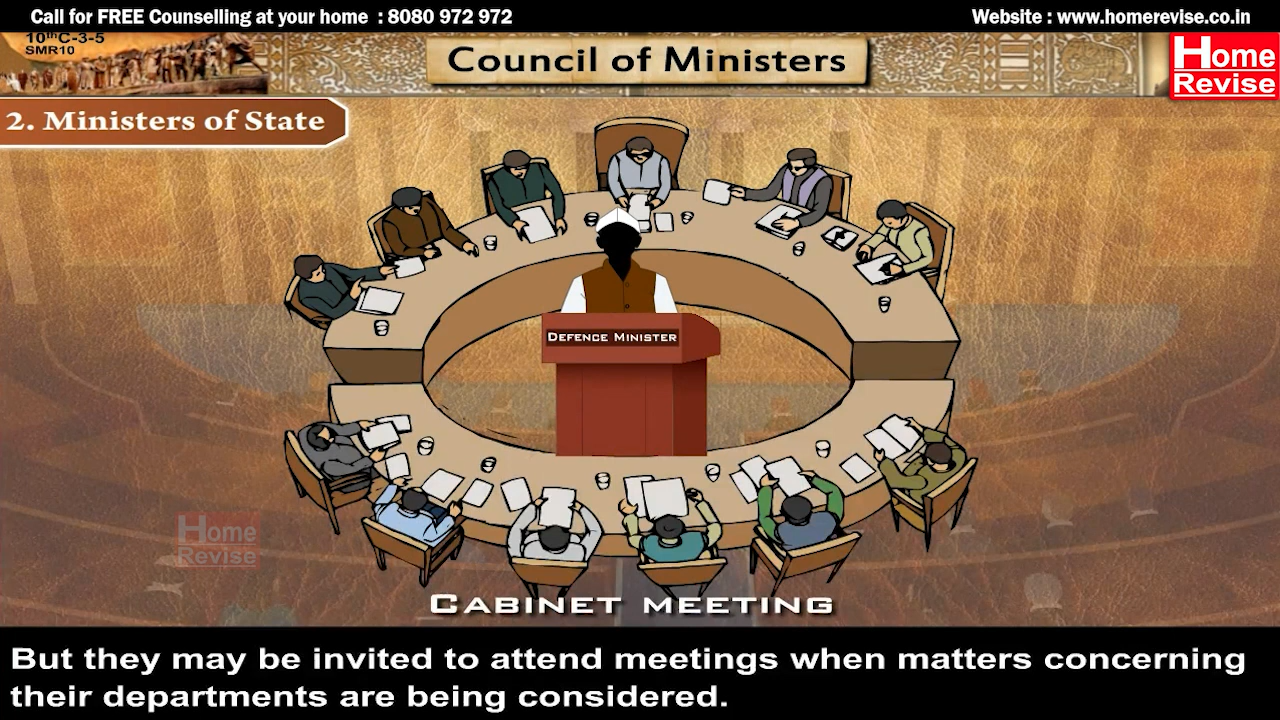 Call for FREE Counselling at your home : 8080 972 972
Website : www.homerevise.co.in
10thC-3-5
SMR10
Council of Ministers
Home
Revise
2. Ministers of State
Defence Minister
Home
Revise
Cabinet meeting
But they may be invited to attend meetings when matters concerning
their departments are being considered.